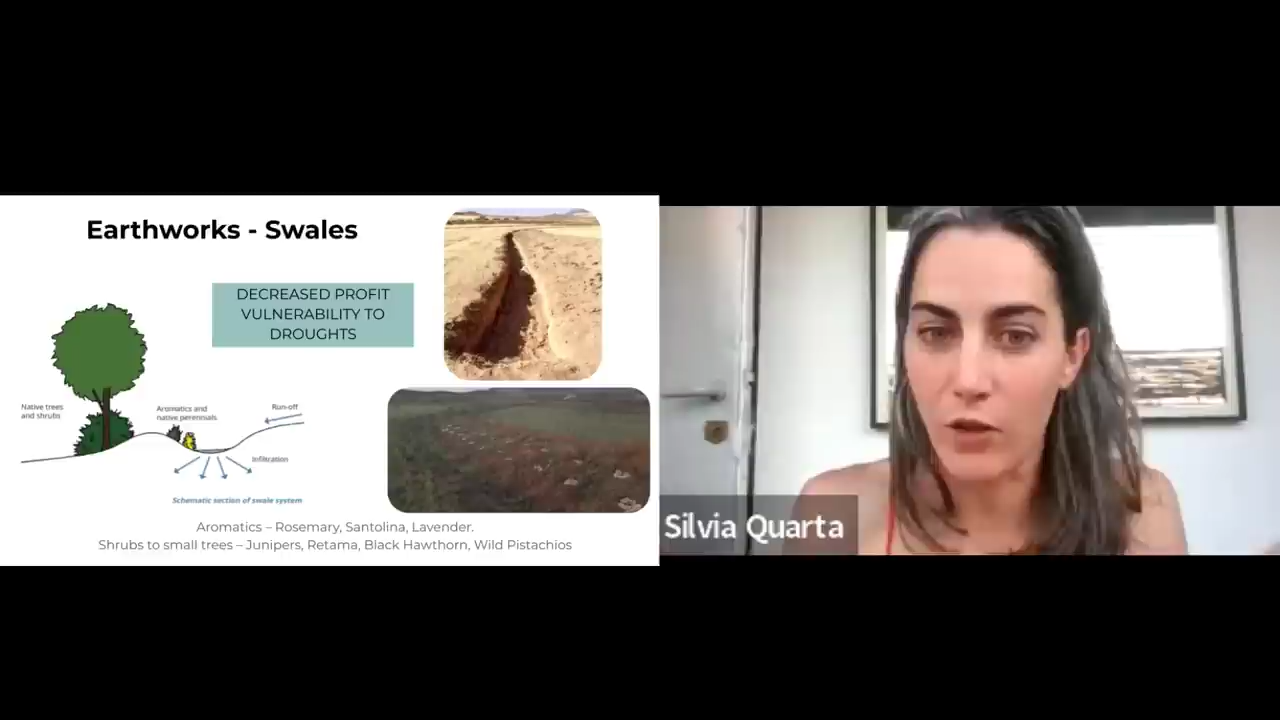 Earthworks - Swales
DECREASED PROFIT
VULNERABILITY TO
DROUGHTS
Native trees
and shrubs
Aromatics and
native perennials
Run-off
Infiltration
Schematic section of swale system
Aromatics – Rosemary, Santolina, Lavender.
Shrubs to small trees – Junipers, Retama, Black Hawthorn, Wild Pistachios
Silvia Quarta